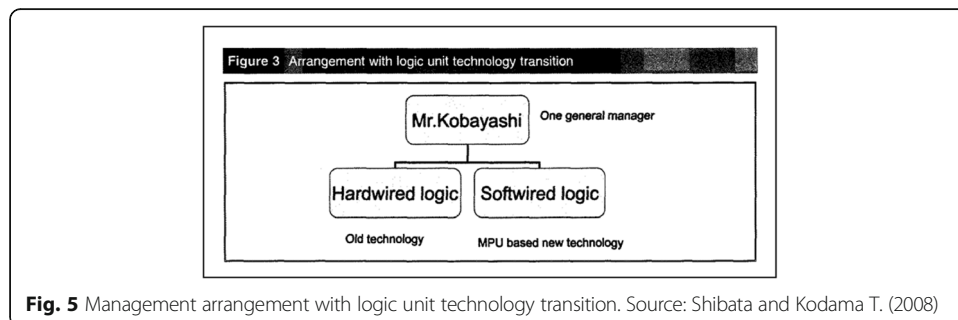 Figure 3 Arrangement with logic unit technology transition
Mr.Kobayashi
One general manager
Hardwired logic
Softwired logic
Old technology
MPU based new technology
Fig. 5 Management arrangement with logic unit technology transition. Source: Shibata and Kodama T. (2008)